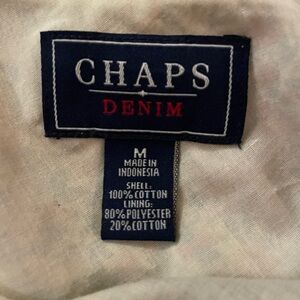 CHAPS
DENIM
M
MADE IN
INDONESIA
SHELL:
100% COTTON
LINING:
80% POLYESTER
20% COTTON